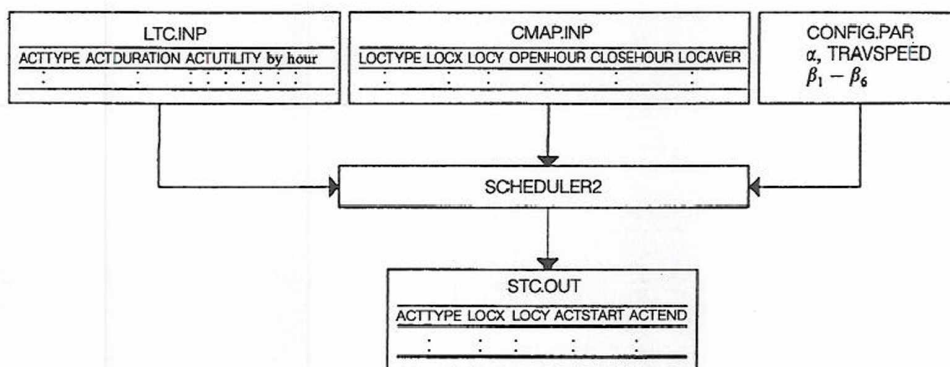 LTC.INP
ACTTYPE ACTDURATION ACTUTILITY by hour
CMAP.INP
LOCTYPE LOCX LOCY OPENHOUR CLOSEHOUR LOCAVER
CONFIG.PAR
α, TRAVSPEED
β₁ − β₆
SCHEDULER2
STC.OUT
ACTTYPE LOCX LOCY ACTSTART ACTEND